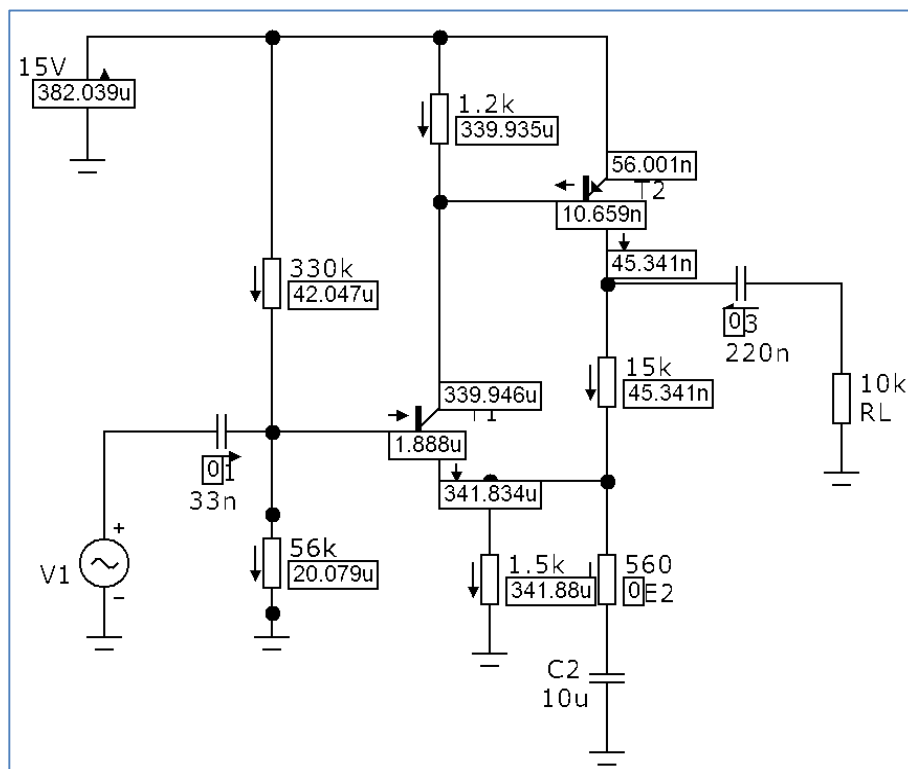 15V
382.039u
1.2k
339.935u
56.001n
T2
10.659n
45.341n
330k
42.047u
03
220n
15k
45.341n
10k
RL
339.946u
T1
1.888u
01
33n
341.834u
V1
+
−
56k
20.079u
1.5k
341.88u
560
0E2
C2
10u